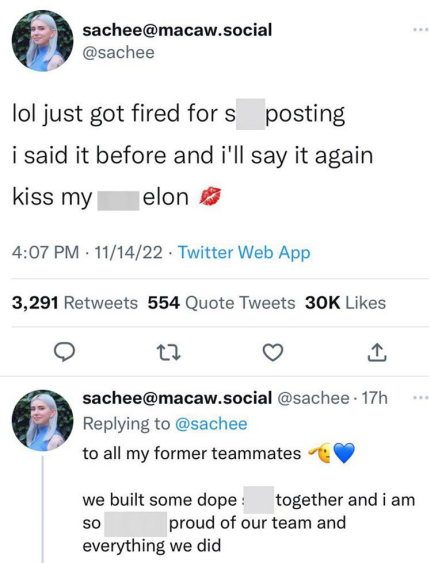 sachee@macaw.social
@sachee
lol just got fired for s posting
i said it before and i'll say it again
kiss my elon 💋
4:07 PM · 11/14/22 · Twitter Web App
3,291 Retweets 554 Quote Tweets 30K Likes
sachee@macaw.social @sachee · 17h
Replying to @sachee
to all my former teammates 🫡💙
we built some dope together and i am
so proud of our team and
everything we did